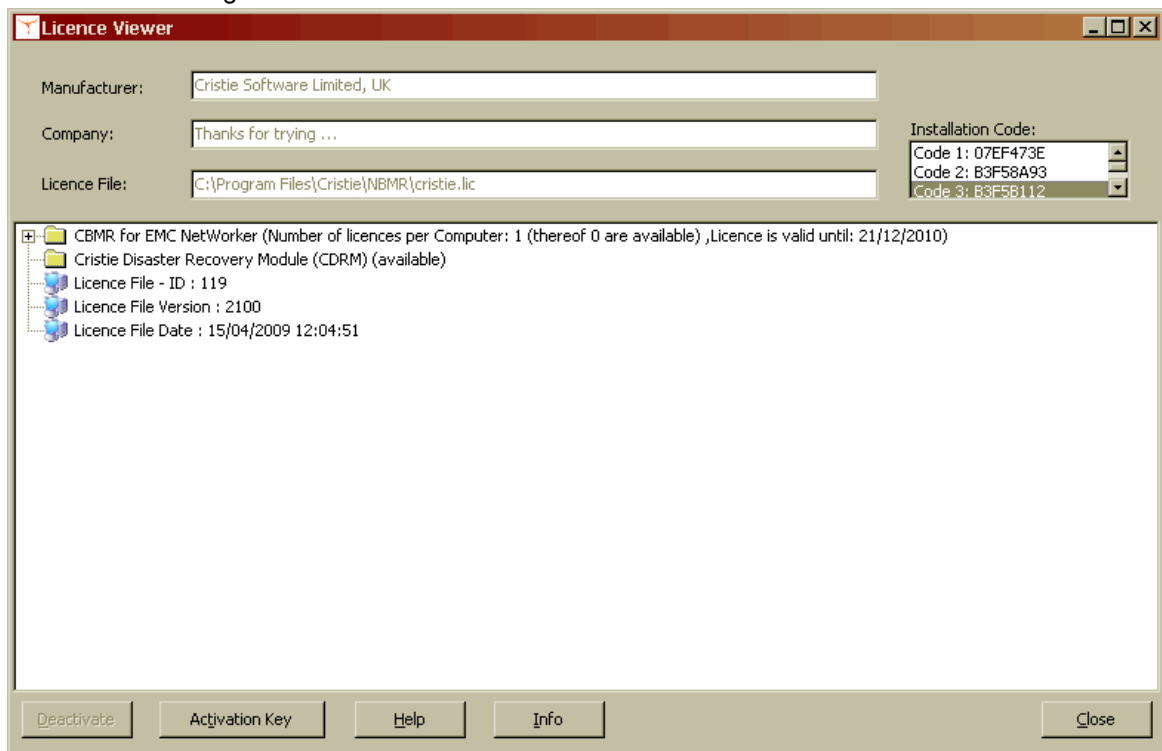 Licence Viewer
Manufacturer:
Cristie Software Limited, UK
Company:
Thanks for trying ...
Installation Code:
Code 1: 07EF473E
Code 2: B3F58A93
Code 3: B3F5B112
Licence File:
C:\Program Files\Cristie\NBMR\cristie.lic
CBMR for EMC NetWorker (Number of licences per Computer: 1 (thereof 0 are available) ,Licence is valid until: 21/12/2010)
Cristie Disaster Recovery Module (CDRM) (available)
Licence File - ID : 119
Licence File Version : 2100
Licence File Date : 15/04/2009 12:04:51
Deactivate
Activation Key
Help
Info
Close